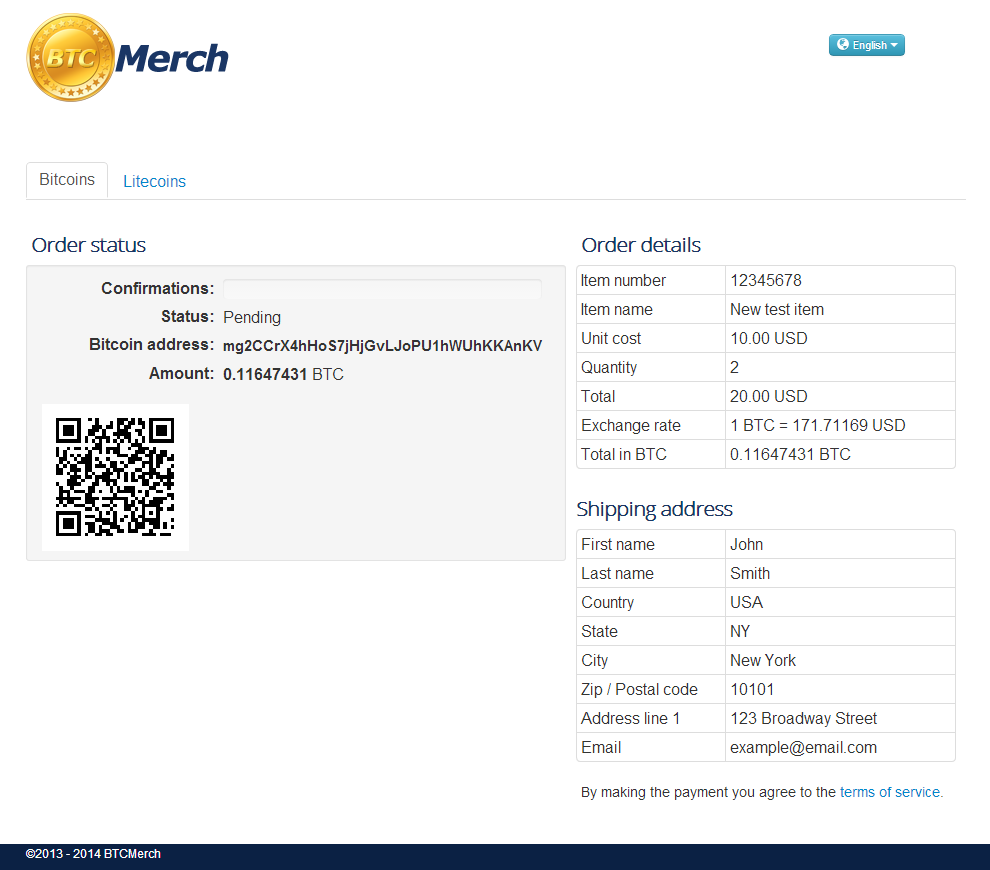 BTC Merch
English
Bitcoins Litecoins
Order status
Confirmations:
Status: Pending
Bitcoin address: mg2CCrX4hHoS7jHjGvLJoPU1hWUhKKAnKV
Amount: 0.11647431 BTC
Order details
Item number 12345678
Item name New test item
Unit cost 10.00 USD
Quantity 2
Total 20.00 USD
Exchange rate 1 BTC = 171.71169 USD
Total in BTC 0.11647431 BTC
Shipping address
First name John
Last name Smith
Country USA
State NY
City New York
Zip / Postal code 10101
Address line 1 123 Broadway Street
Email example@email.com
By making the payment you agree to the terms of service.
©2013 - 2014 BTCMerch